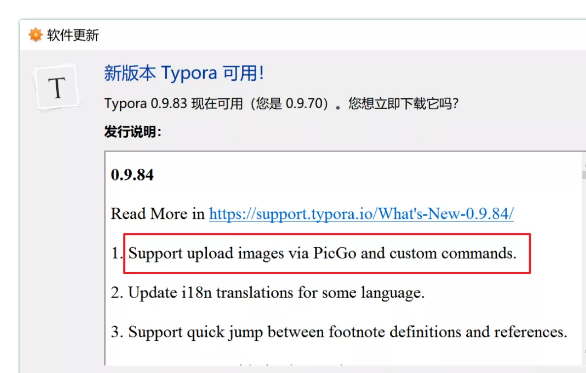 软件更新
T
新版本 Typora 可用!
Typora 0.9.83 现在可用（您是 0.9.70）。您想立即下载它吗?
发行说明:
0.9.84
Read More in https://support.typora.io/What's-New-0.9.84/
1. Support upload images via PicGo and custom commands.
2. Update i18n translations for some language.
3. Support quick jump between footnote definitions and references.